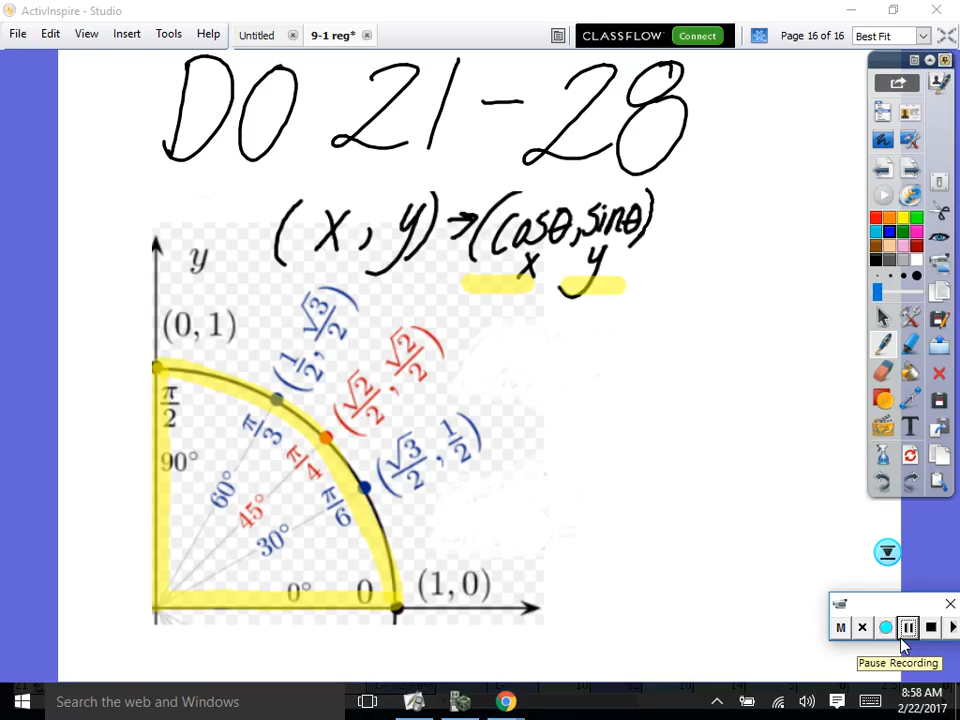 ActivInspire - Studio
File Edit View Insert Tools Help Untitled 9-1 reg* CLASSFLOW Connect Page 16 of 16 Best Fit
DO 21 - 28
(x, y) → (cosθ, sinθ)
x y
y
(0, 1)
(1/2, √3/2)
(√2/2, √2/2)
(√3/2, 1/2)
π/2
π/3
π/4
π/6
90°
60°
45°
30°
0° 0 (1, 0)
M
Pause Recording
Search the web and Windows
8:58 AM
2/22/2017